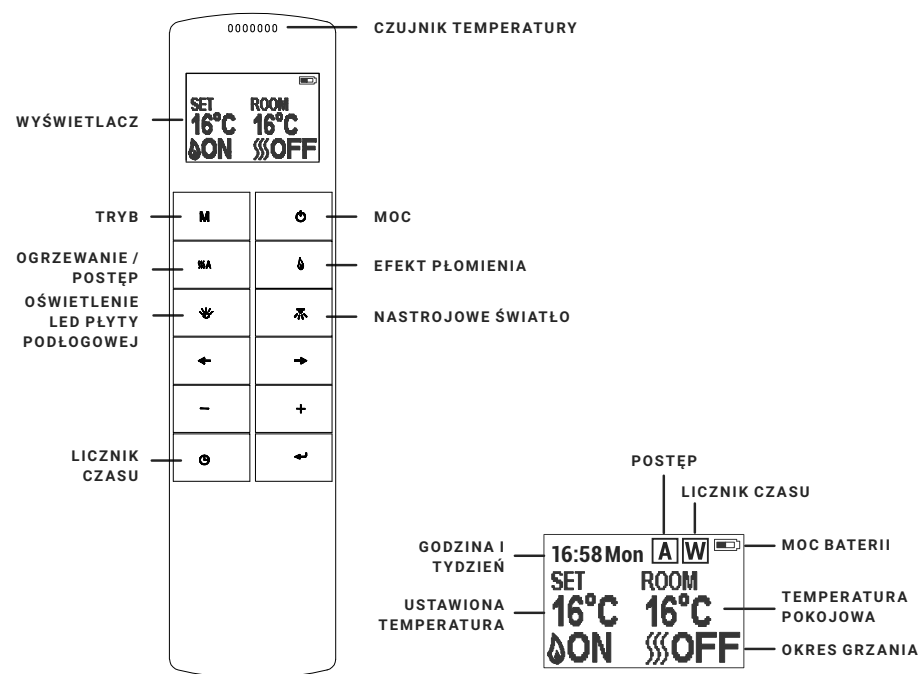 0000000
CZUJNIK TEMPERATURY
WYŚWIETLACZ
SET ROOM
16°C 16°C
ON OFF
TRYB
M
MOC
OGRZEWANIE /
POSTĘP
A
EFEKT PŁOMIENIA
OŚWIETLENIE
LED PŁYTY
PODŁOGOWEJ
NASTROJOWE ŚWIATŁO
- +
LICZNIK
CZASU
POSTĘP
LICZNIK CZASU
GODZINA I
TYDZIEŃ
16:58 Mon A W
MOC BATERII
SET ROOM
USTAWIONA
TEMPERATURA
16°C 16°C
TEMPERATURA
POKOJOWA
ON OFF
OKRES GRZANIA